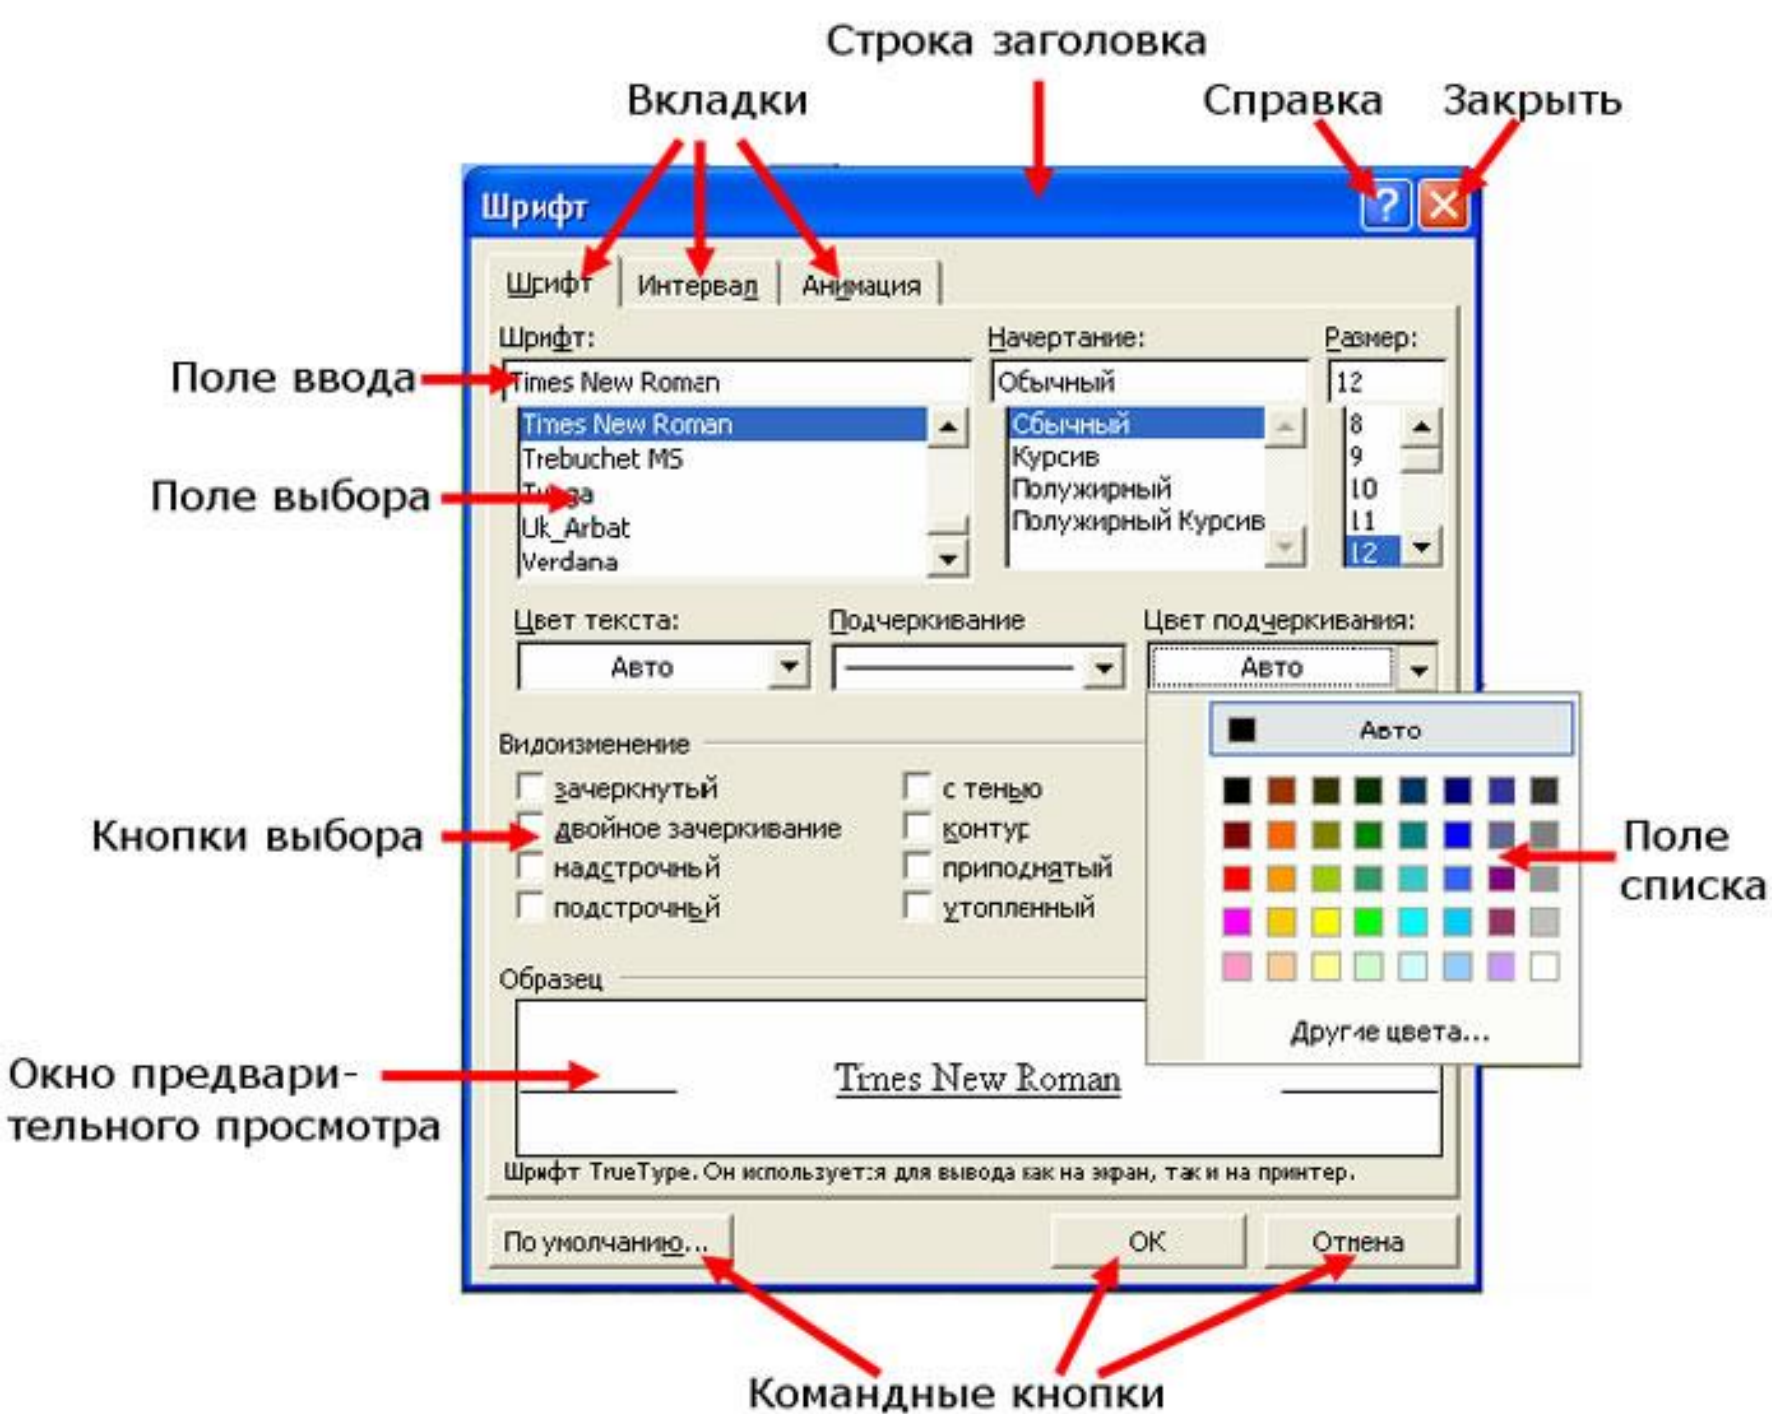 Строка заголовка
Вкладки
Справка
Закрыть
Шрифт
?
Шрифт
Интервал
Анимация
Шрифт:
Начертание:
Размер:
Поле ввода
Times New Roman
Обычный
12
Times New Roman
Trebuchet MS
Поле выбора
Uk_Arbat
Verdana
Обычный
Курсив
Полужирный
Полужирный Курсив
8
9
10
11
12
Цвет текста:
Подчеркивание
Цвет подчеркивания:
Авто
Авто
Авто
Видоизменение
зачеркнутый
двойное зачеркивание
надстрочный
подстрочный
с тенью
контур
приподнятый
утопленный
Кнопки выбора
Поле
списка
Другие цвета...
Образец
Times New Roman
Окно предвари-
тельного просмотра
Шрифт TrueType. Он используется для вывода как на экран, так и на принтер.
По умолчанию...
ОК
Отмена
Командные кнопки